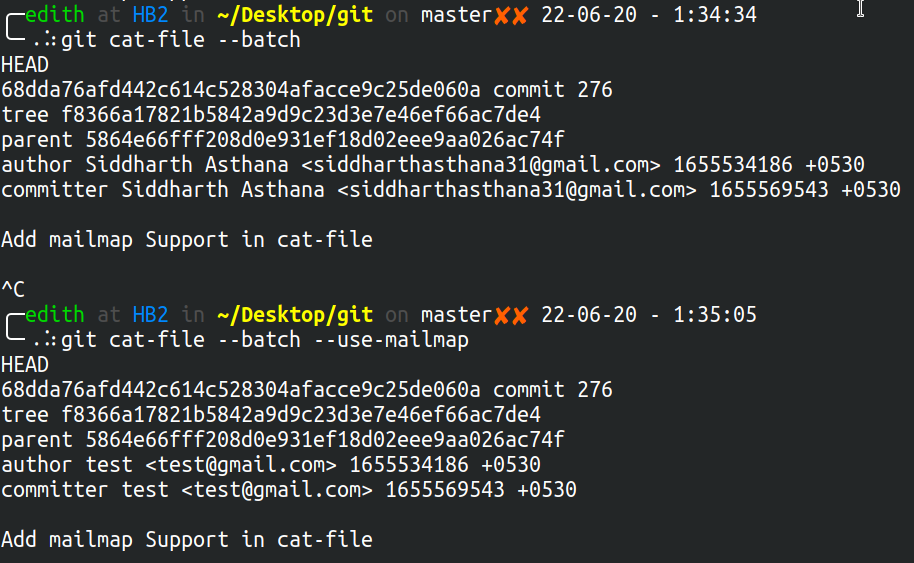 edith at HB2 in ~/Desktop/git on master✘✘ 22-06-20 - 1:34:34
git cat-file --batch
HEAD
68dda76afd442c614c528304afacce9c25de060a commit 276
tree f8366a17821b5842a9d9c23d3e7e46ef66ac7de4
parent 5864e66fff208d0e931ef18d02eee9aa026ac74f
author Siddharth Asthana <siddharthasthana31@gmail.com> 1655534186 +0530
committer Siddharth Asthana <siddharthasthana31@gmail.com> 1655569543 +0530
Add mailmap Support in cat-file
^C
edith at HB2 in ~/Desktop/git on master✘✘ 22-06-20 - 1:35:05
git cat-file --batch --use-mailmap
HEAD
68dda76afd442c614c528304afacce9c25de060a commit 276
tree f8366a17821b5842a9d9c23d3e7e46ef66ac7de4
parent 5864e66fff208d0e931ef18d02eee9aa026ac74f
author test <test@gmail.com> 1655534186 +0530
committer test <test@gmail.com> 1655569543 +0530
Add mailmap Support in cat-file